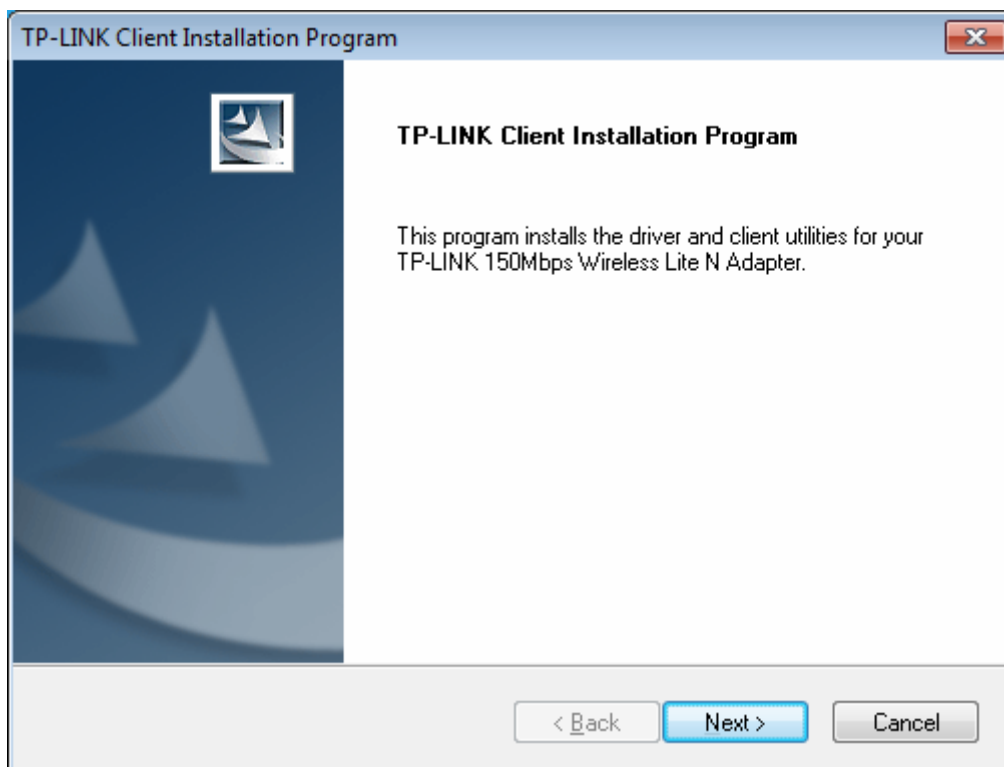 TP-LINK Client Installation Program
TP-LINK Client Installation Program
This program installs the driver and client utilities for your
TP-LINK 150Mbps Wireless Lite N Adapter.
< Back Next > Cancel